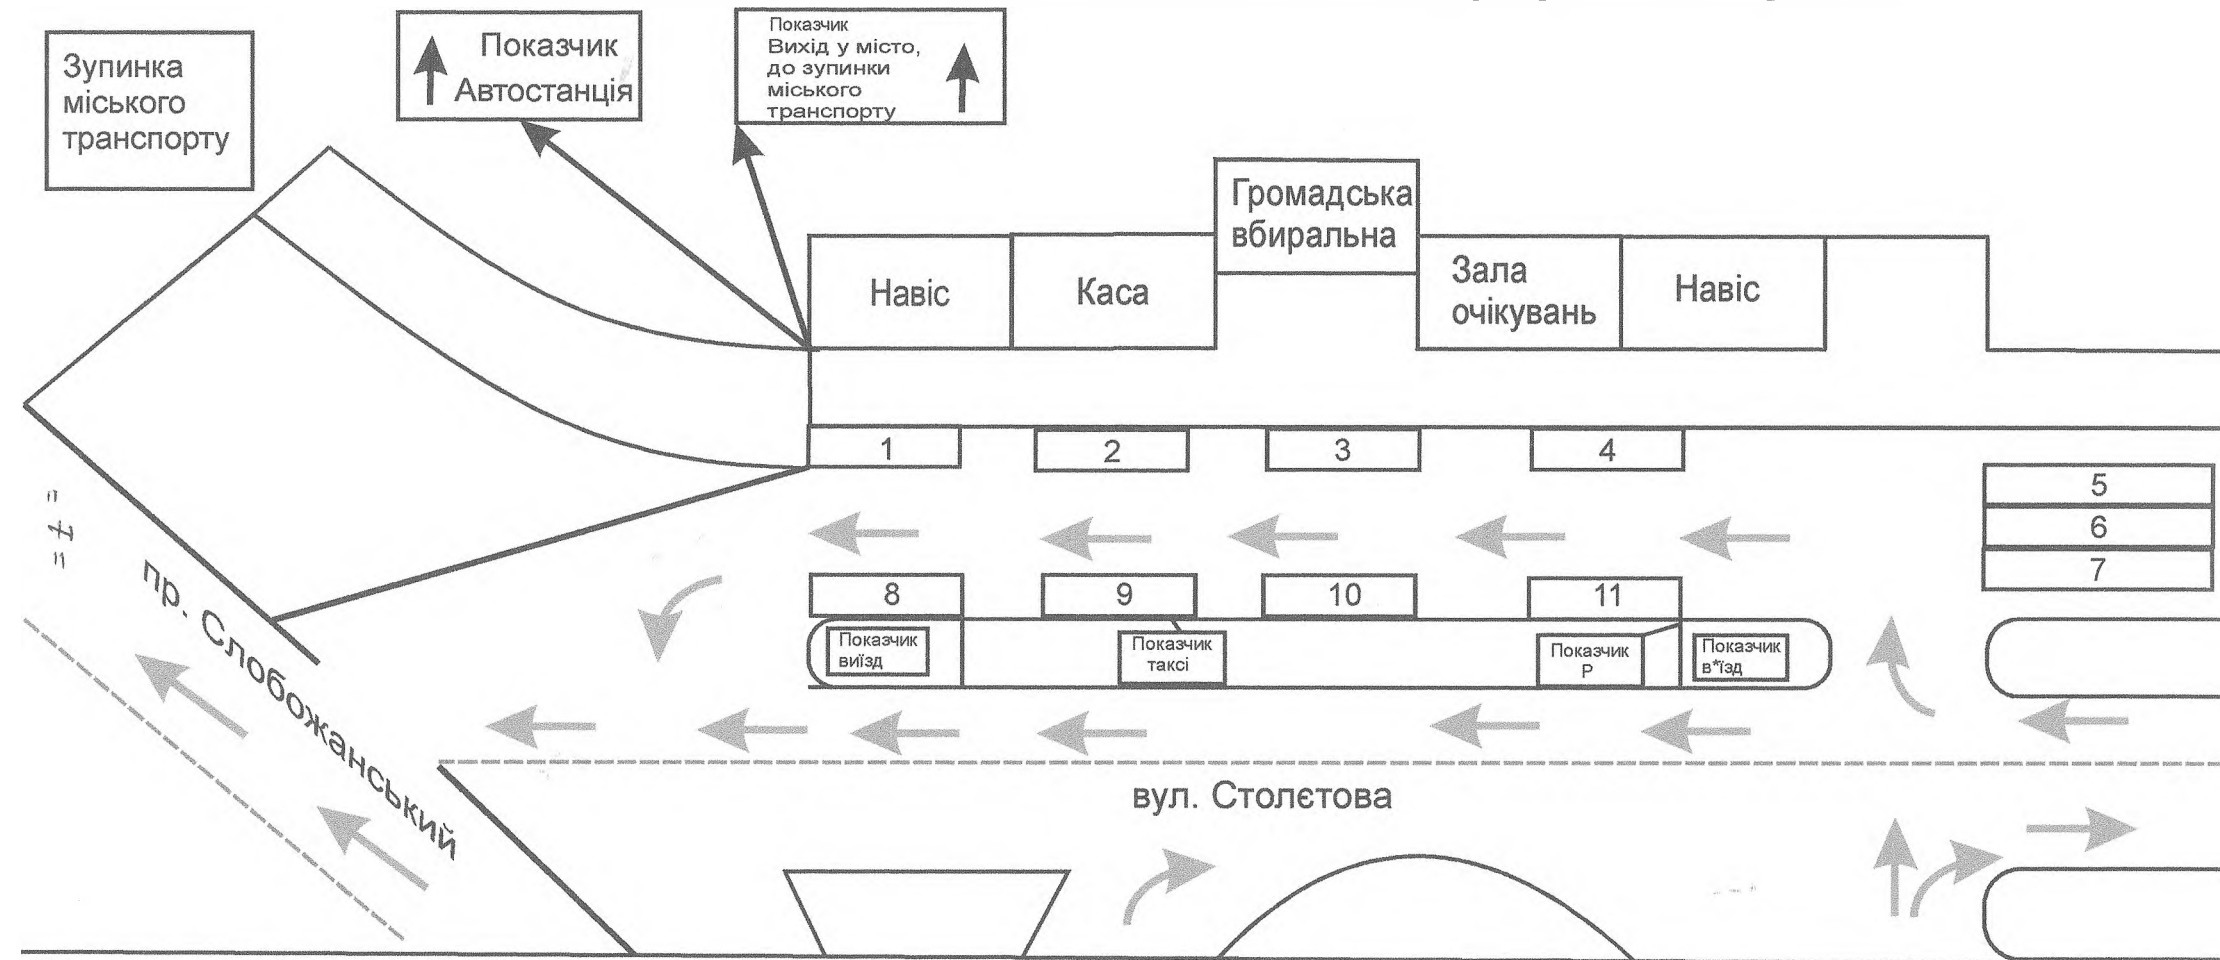 Зупинка
міського
транспорту
Показчик
Автостанція
Показчик
Вихід у місто,
до зупинки
міського
транспорту
Громадська
вбиральна
Навіс
Каса
Зала
очікувань
Навіс
1
2
3
4
5
6
7
8
9
10
11
Показчик
виїзд
Показчик
таксі
Показчик
Р
Показчик
в*їзд
пр. Слобожанський
вул. Столєтова